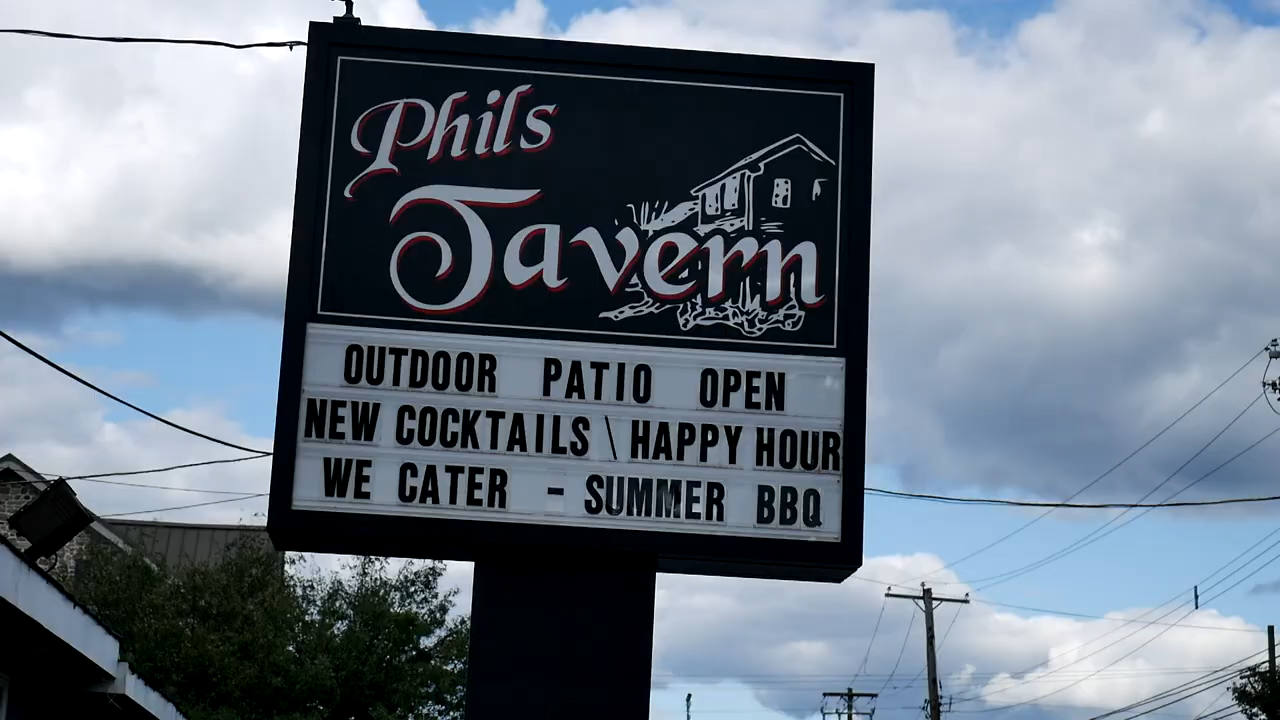 Phils
Tavern
OUTDOOR PATIO OPEN
NEW COCKTAILS \ HAPPY HOUR
WE CATER - SUMMER BBQ